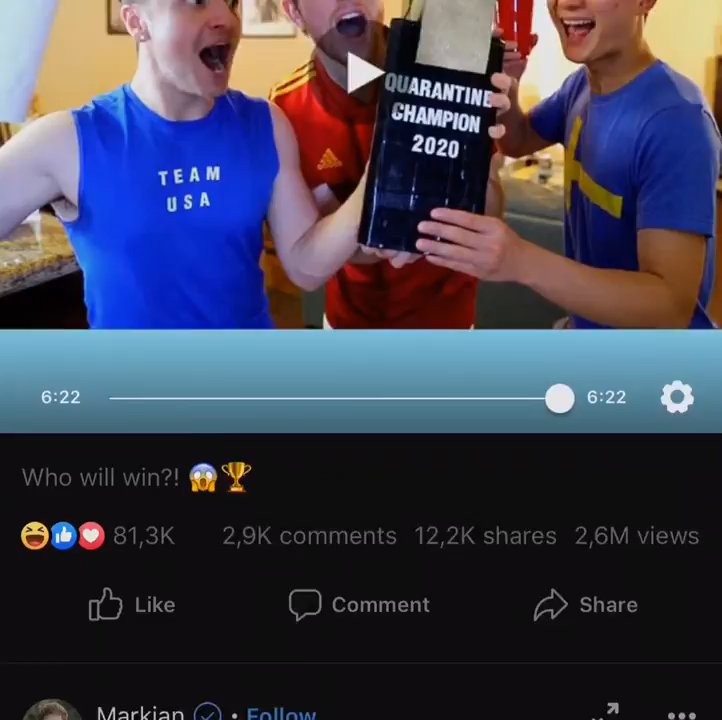 QUARANTINE
CHAMPION
2020
TEAM
USA
6:22 6:22
Who will win?! 😱🏆
81,3K 2,9K comments 12,2K shares 2,6M views
Like Comment Share
Markian • Follow